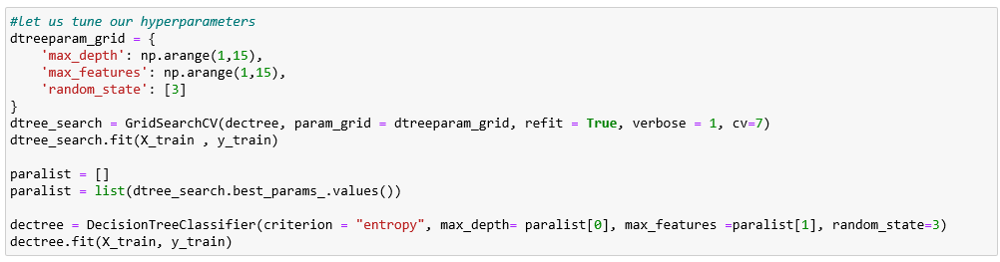 #let us tune our hyperparameters
dtreeparam_grid = {
    'max_depth': np.arange(1,15),
    'max_features': np.arange(1,15),
    'random_state': [3]
}
dtree_search = GridSearchCV(dectree, param_grid = dtreeparam_grid, refit = True, verbose = 1, cv=7)
dtree_search.fit(X_train , y_train)

paralist = []
paralist = list(dtree_search.best_params_.values())

dectree = DecisionTreeClassifier(criterion = "entropy", max_depth= paralist[0], max_features =paralist[1], random_state=3)
dectree.fit(X_train, y_train)